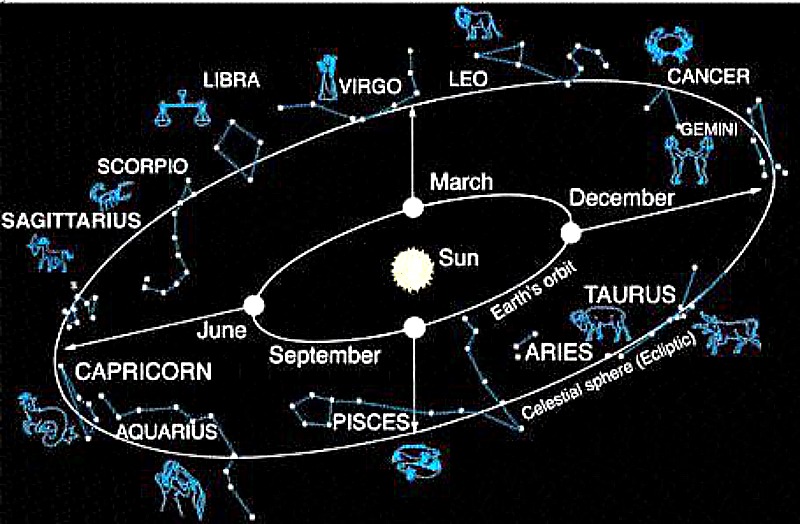 LIBRA
VIRGO
LEO
CANCER
GEMINI
SCORPIO
SAGITTARIUS
March
December
Sun
Earth's orbit
TAURUS
June
September
ARIES
Celestial sphere (Ecliptic)
CAPRICORN
AQUARIUS
PISCES